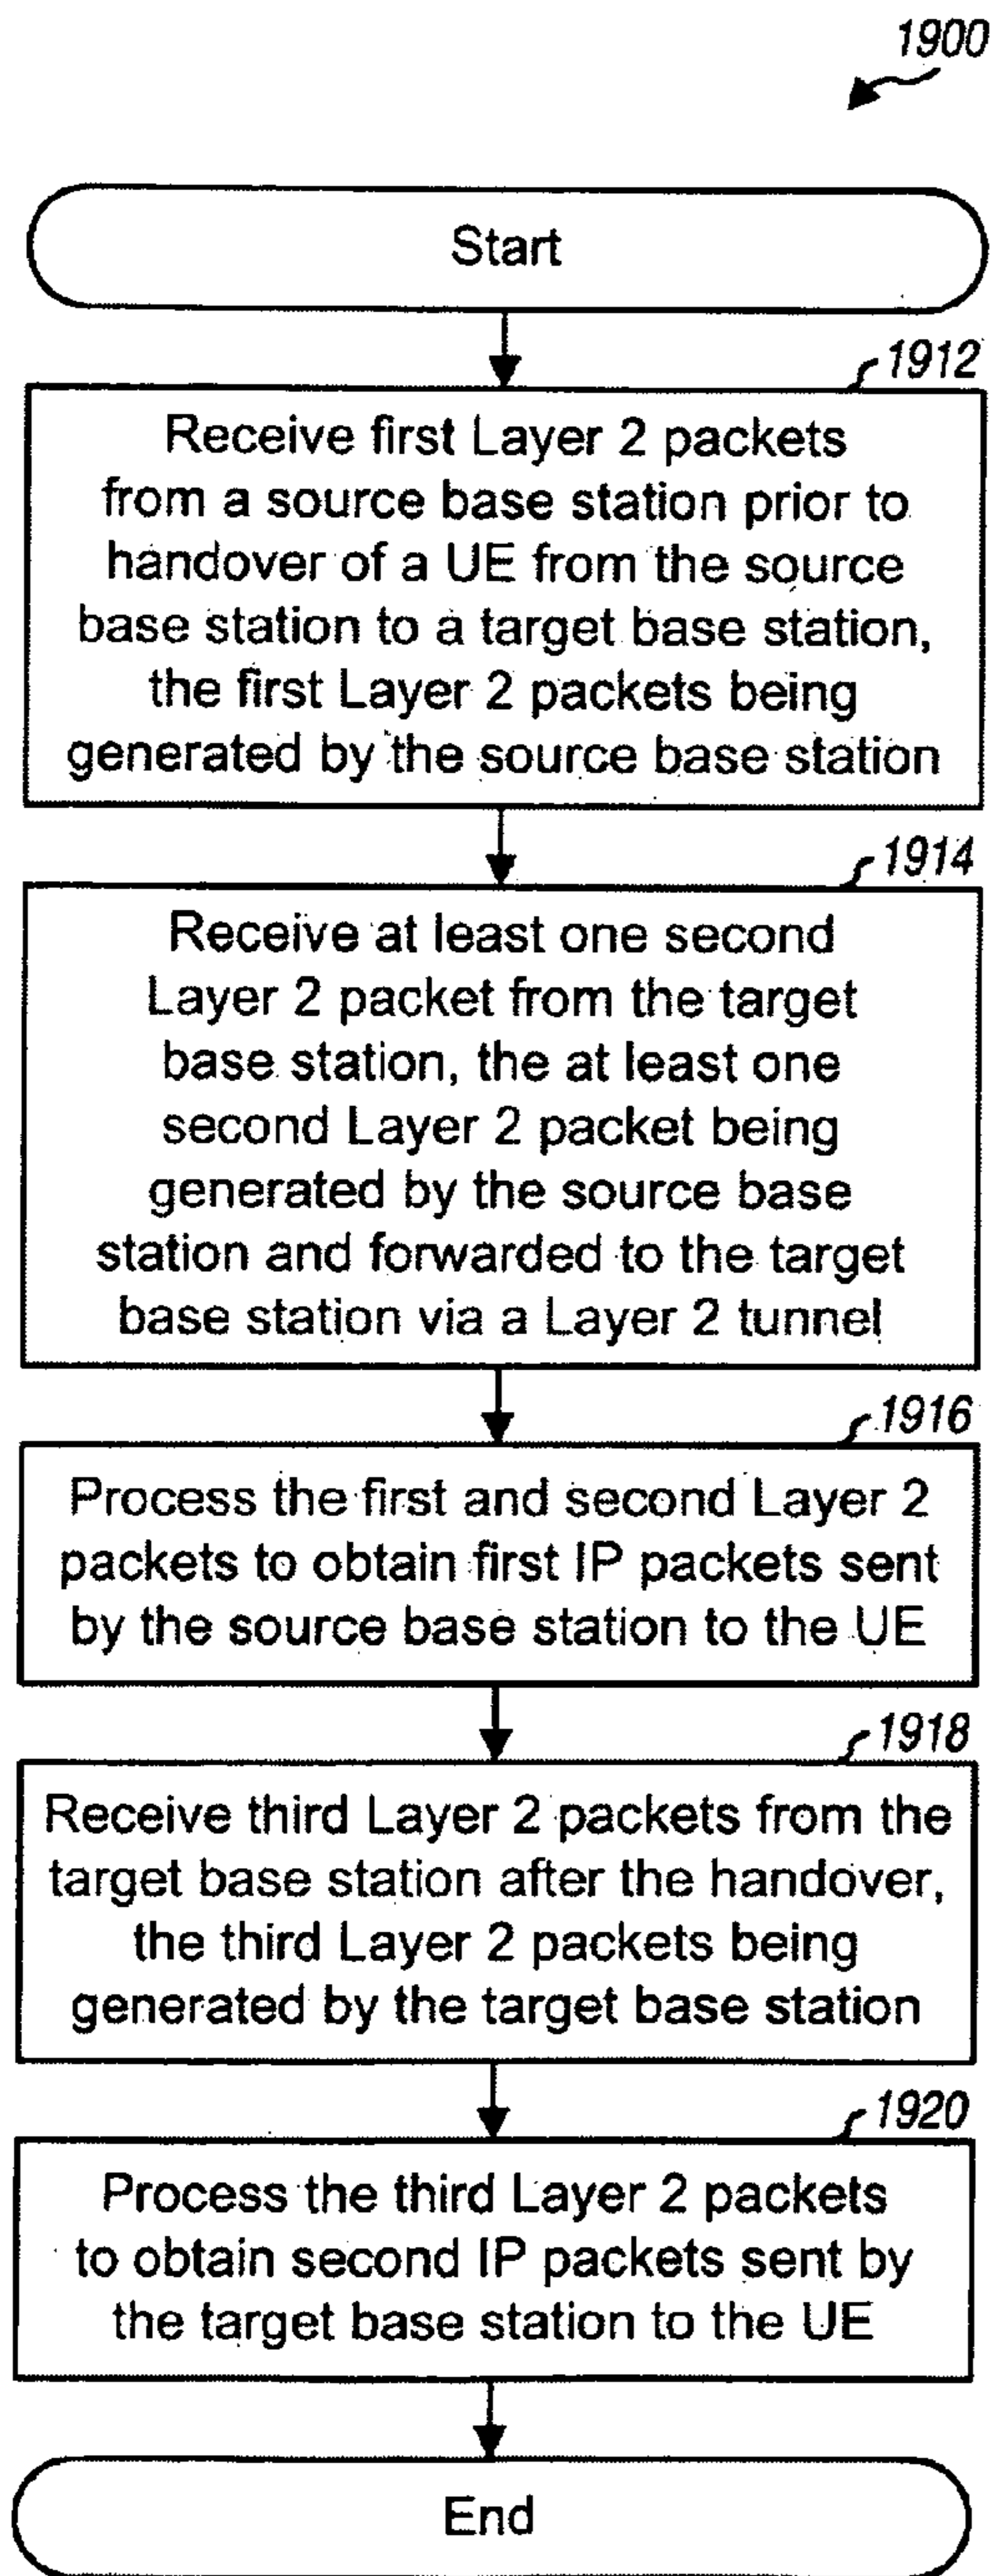 1900
Start
1912
Receive first Layer 2 packets
from a source base station prior to
handover of a UE from the source
base station to a target base station,
the first Layer 2 packets being
generated by the source base station
1914
Receive at least one second
Layer 2 packet from the target
base station, the at least one
second Layer 2 packet being
generated by the source base
station and forwarded to the target
base station via a Layer 2 tunnel
1916
Process the first and second Layer 2
packets to obtain first IP packets sent
by the source base station to the UE
1918
Receive third Layer 2 packets from the
target base station after the handover,
the third Layer 2 packets being
generated by the target base station
1920
Process the third Layer 2 packets
to obtain second IP packets sent by
the target base station to the UE
End